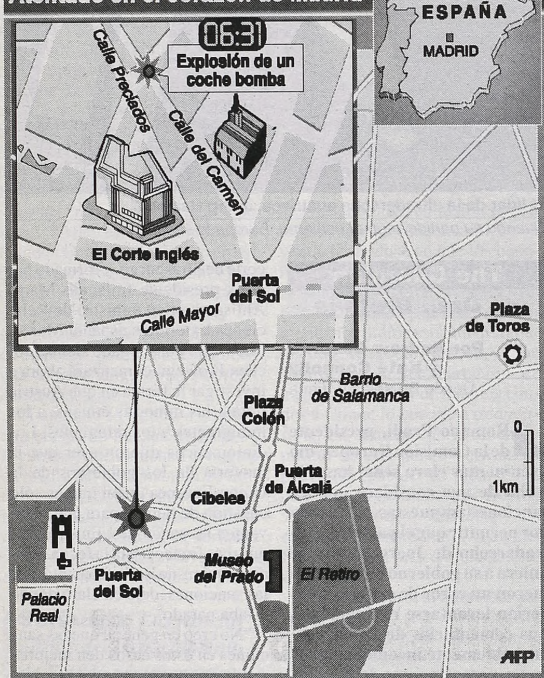 Atentado en el corazón de Madrid
ESPAÑA
MADRID
06:31
Explosión de un
coche bomba
Calle Preciados
Calle del Carmen
El Corte Inglés
Puerta
del Sol
Calle Mayor
Plaza
de Toros
Barrio
de Salamanca
Plaza
Colón
0
1km
Puerta
de Alcalá
Cibeles
Museo
del Prado
El Retiro
Puerta
del Sol
Palacio
Real
AFP